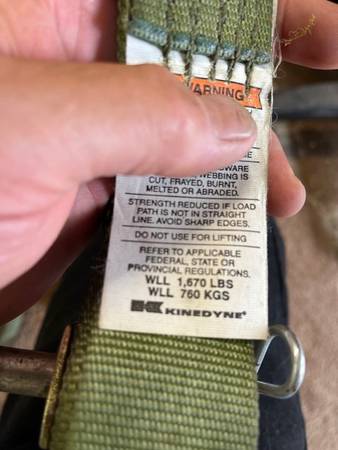 WARNING
WEBBING IS
CUT, FRAYED, BURNT,
MELTED OR ABRADED.
STRENGTH REDUCED IF LOAD
PATH IS NOT IN STRAIGHT
LINE. AVOID SHARP EDGES.
DO NOT USE FOR LIFTING
REFER TO APPLICABLE
FEDERAL, STATE OR
PROVINCIAL REGULATIONS.
WLL 1,670 LBS
WLL 760 KGS
KINEDYNE